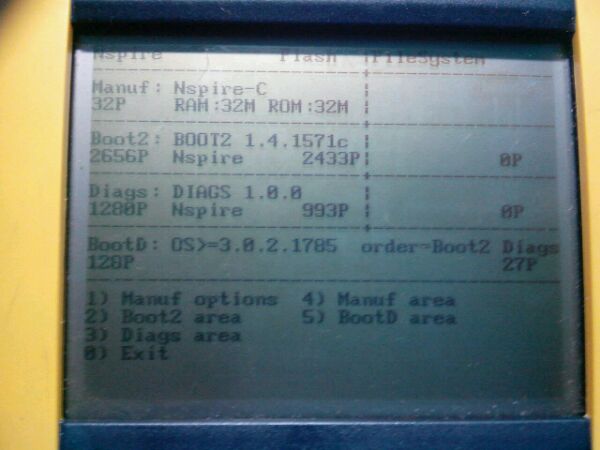 Nspire Flash |FileSystem
Manuf: Nspire-C
32P RAM:32M ROM:32M
Boot2: BOOT2 1.4.1571c
2656P Nspire 2433P| 0P
Diags: DIAGS 1.0.0
1280P Nspire 993P| 0P
BootD: OS>=3.0.2.1785 order=Boot2 Diags
128P 27P
1) Manuf options 4) Manuf area
2) Boot2 area 5) BootD area
3) Diags area
0) Exit